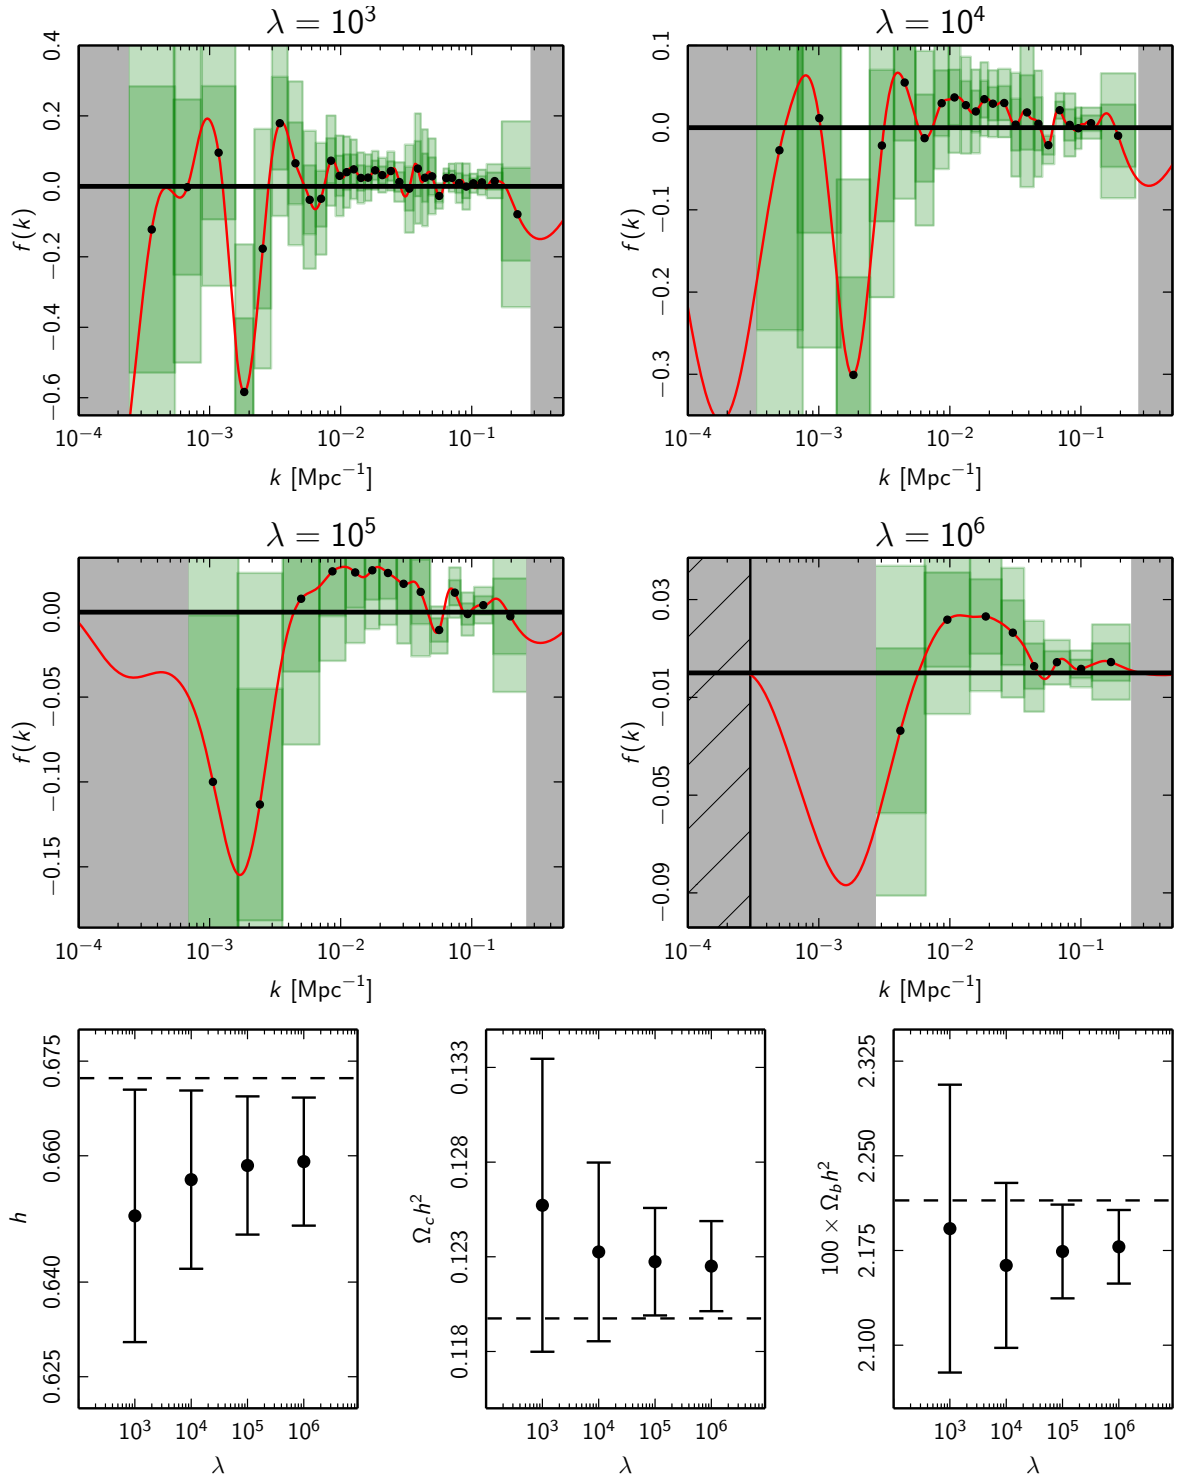 λ = 10³
λ = 10⁴
0.4
0.2
0.0
−0.2
−0.4
−0.6
f(k)
10⁻⁴ 10⁻³ 10⁻² 10⁻¹
k [Mpc⁻¹]
0.1
0.0
−0.1
−0.2
−0.3
f(k)
10⁻⁴ 10⁻³ 10⁻² 10⁻¹
k [Mpc⁻¹]
λ = 10⁵
λ = 10⁶
0.00
−0.05
−0.10
−0.15
f(k)
10⁻⁴ 10⁻³ 10⁻² 10⁻¹
k [Mpc⁻¹]
0.03
−0.01
−0.05
−0.09
f(k)
10⁻⁴ 10⁻³ 10⁻² 10⁻¹
k [Mpc⁻¹]
0.675
0.660
0.640
0.625
h
10³ 10⁴ 10⁵ 10⁶
λ
0.133
0.128
0.123
0.118
Ω_c h²
10³ 10⁴ 10⁵ 10⁶
λ
2.325
2.250
2.175
2.100
100 × Ω_b h²
10³ 10⁴ 10⁵ 10⁶
λ